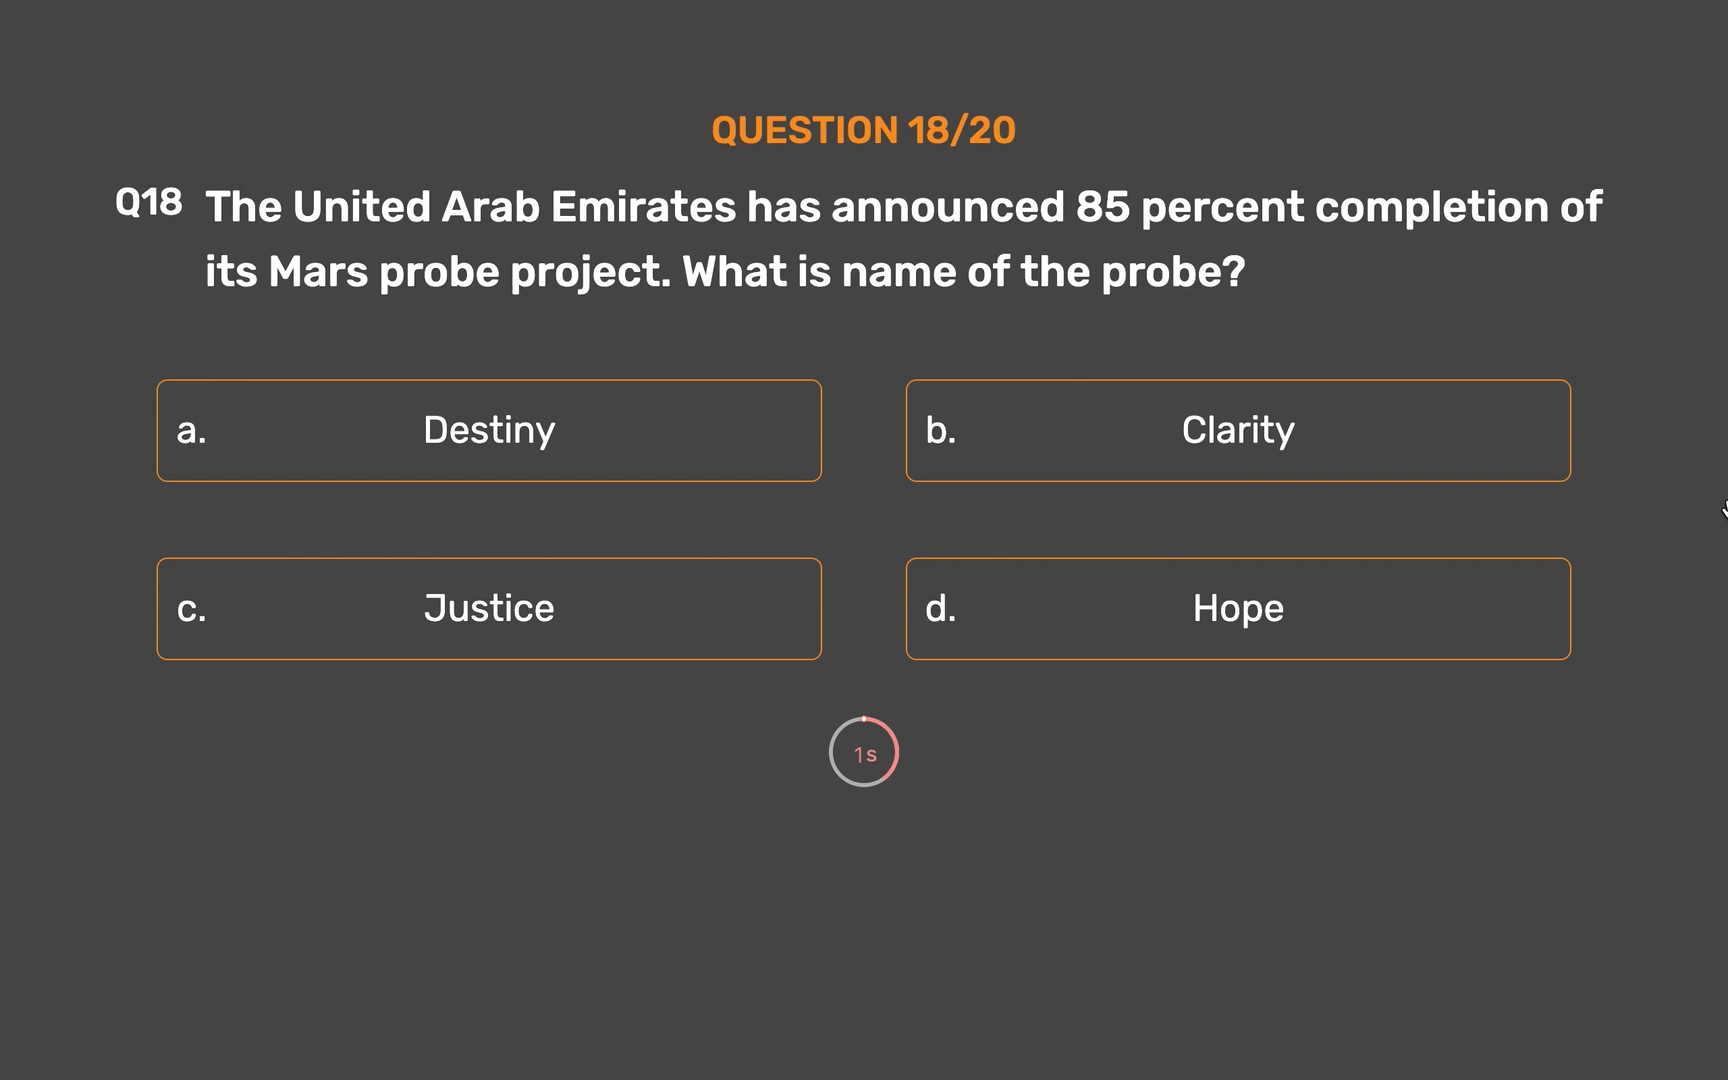 QUESTION 18/20
Q18 The United Arab Emirates has announced 85 percent completion of
its Mars probe project. What is name of the probe?
a. Destiny
b. Clarity
c. Justice
d. Hope
1s